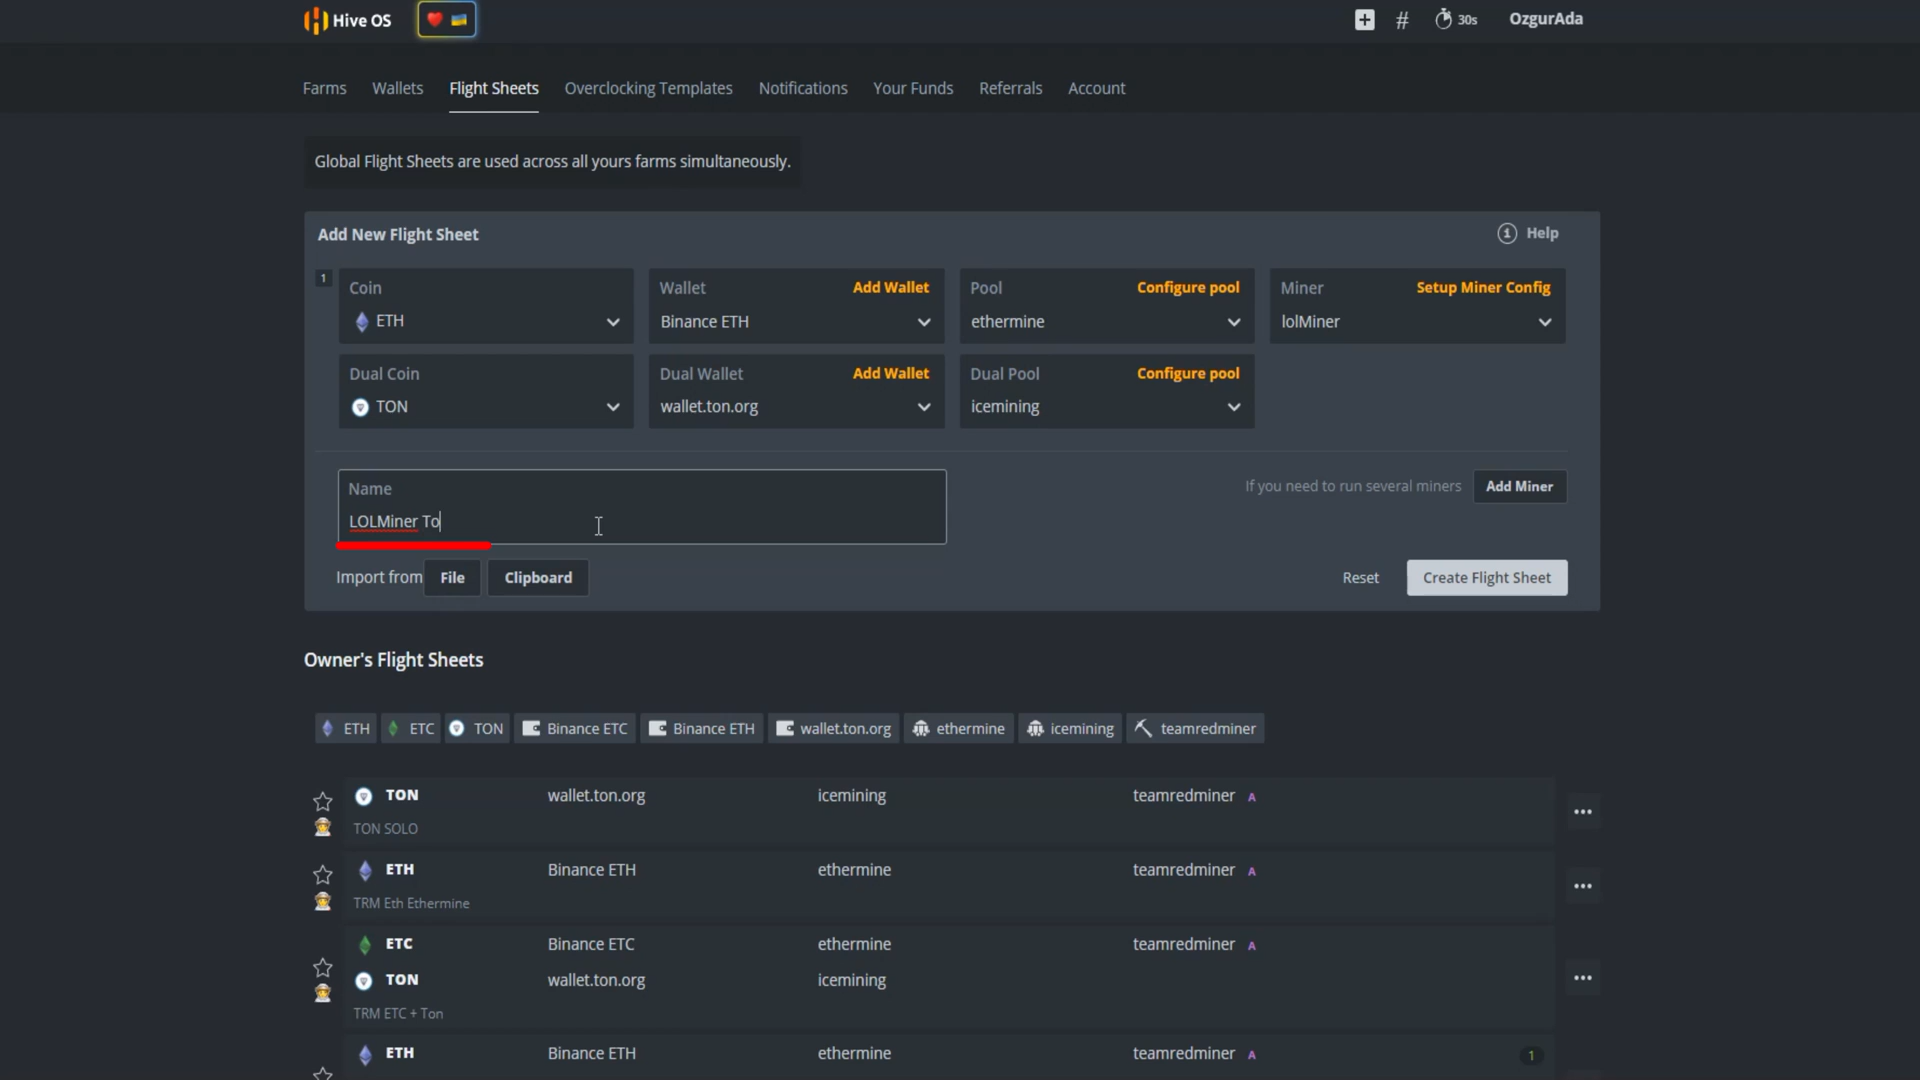 Hive OS
30s OzgurAda
Farms Wallets Flight Sheets Overclocking Templates Notifications Your Funds Referrals Account
Global Flight Sheets are used across all yours farms simultaneously.
Add New Flight Sheet Help
1 Coin Wallet Add Wallet Pool Configure pool Miner Setup Miner Config
ETH Binance ETH ethermine lolMiner
Dual Coin Dual Wallet Add Wallet Dual Pool Configure pool
TON wallet.ton.org icemining
Name
LOLMiner To
If you need to run several miners Add Miner
Import from File Clipboard Reset Create Flight Sheet
Owner's Flight Sheets
ETH ETC TON Binance ETC Binance ETH wallet.ton.org ethermine icemining teamredminer
TON wallet.ton.org icemining teamredminer A
TON SOLO
ETH Binance ETH ethermine teamredminer A
TRM Eth Ethermine
ETC Binance ETC ethermine teamredminer A
TON wallet.ton.org icemining
TRM ETC + Ton
ETH Binance ETH ethermine teamredminer A 1